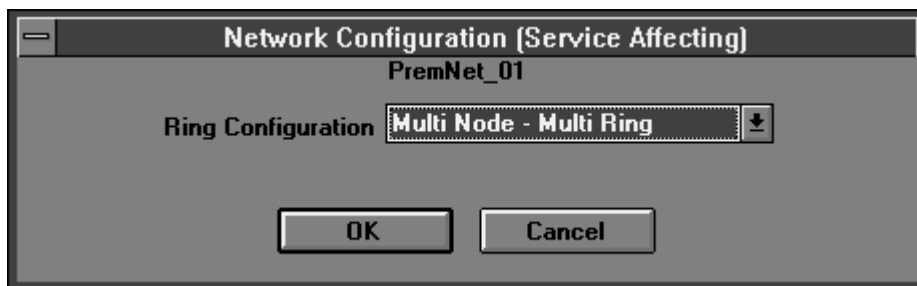 Network Configuration (Service Affecting)
PremNet_01
Ring Configuration Multi Node - Multi Ring
OK Cancel